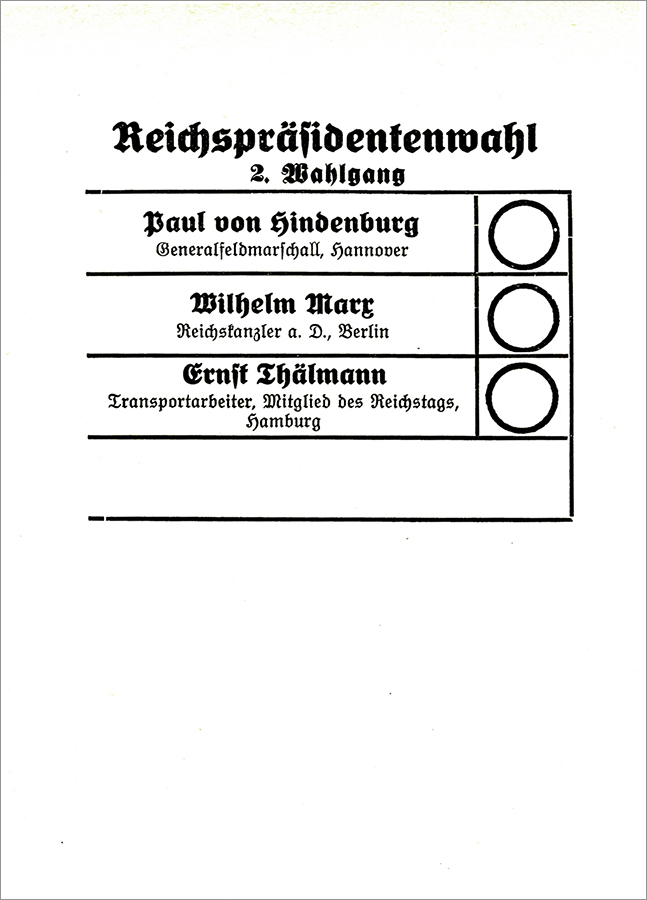 Reichspräsidentenwahl
2. Wahlgang
Paul von Hindenburg
Generalfeldmarschall, Hannover
Wilhelm Marx
Reichskanzler a. D., Berlin
Ernst Thälmann
Transportarbeiter, Mitglied des Reichstags,
Hamburg